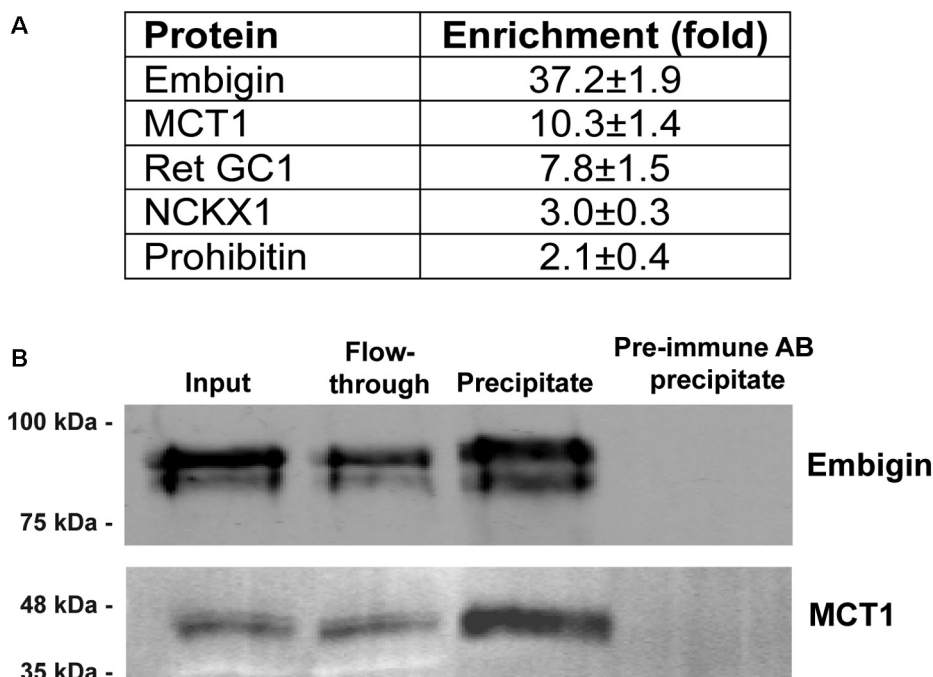 A
Protein Enrichment (fold)
Embigin 37.2±1.9
MCT1 10.3±1.4
Ret GC1 7.8±1.5
NCKX1 3.0±0.3
Prohibitin 2.1±0.4
B
Input Flow-through Precipitate Pre-immune AB precipitate
100 kDa -
Embigin
75 kDa -
48 kDa -
MCT1
35 kDa -